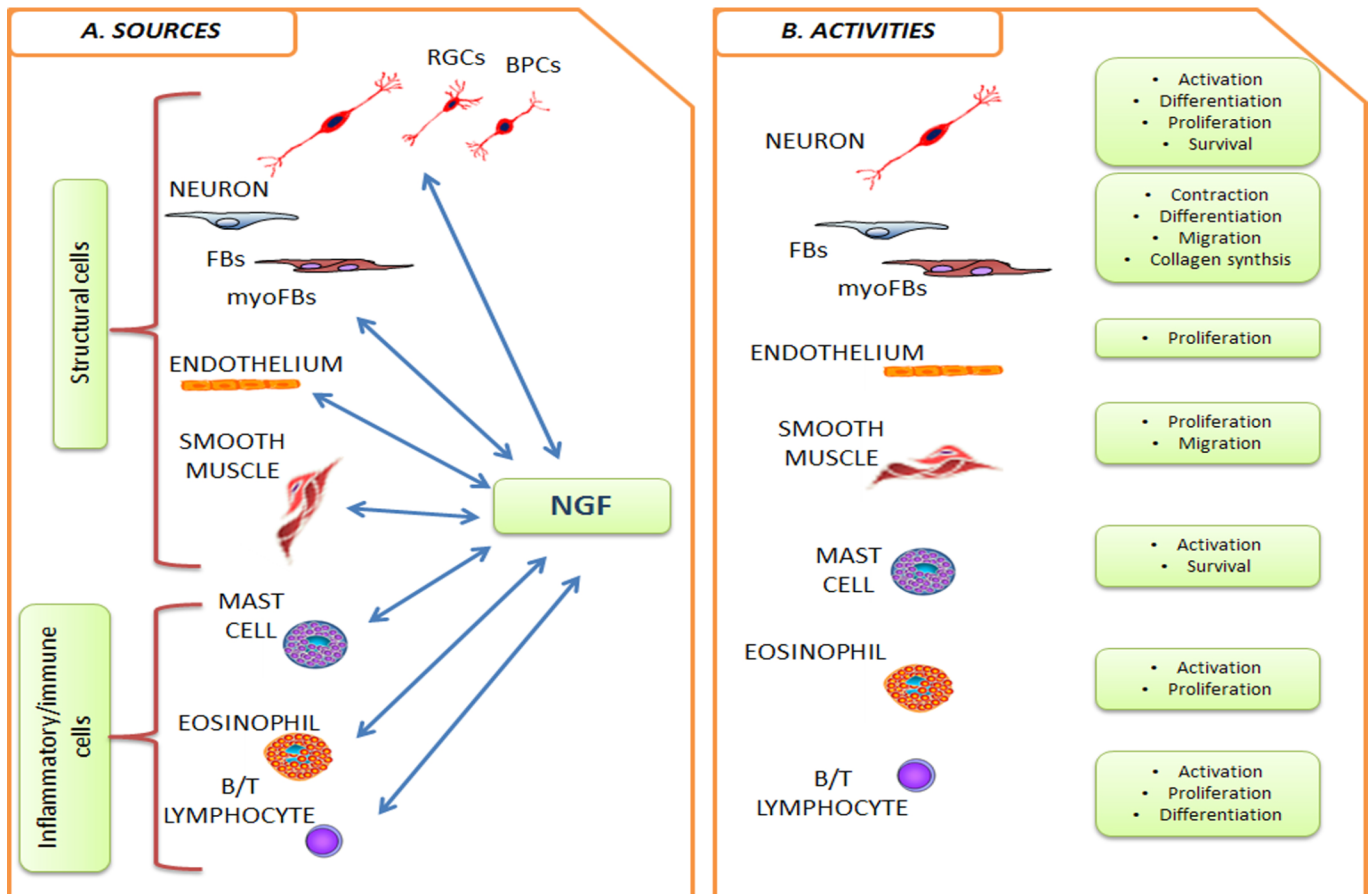 A. SOURCES
RGCs
BPCs
Structural cells
NEURON
FBs
myoFBs
ENDOTHELIUM
SMOOTH
MUSCLE
NGF
Inflammatory/immune
cells
MAST
CELL
EOSINOPHIL
B/T
LYMPHOCYTE
B. ACTIVITIES
NEURON
• Activation
• Differentiation
• Proliferation
• Survival
FBs
myoFBs
• Contraction
• Differentiation
• Migration
• Collagen synthsis
ENDOTHELIUM
• Proliferation
SMOOTH
MUSCLE
• Proliferation
• Migration
MAST
CELL
• Activation
• Survival
EOSINOPHIL
• Activation
• Proliferation
B/T
LYMPHOCYTE
• Activation
• Proliferation
• Differentiation